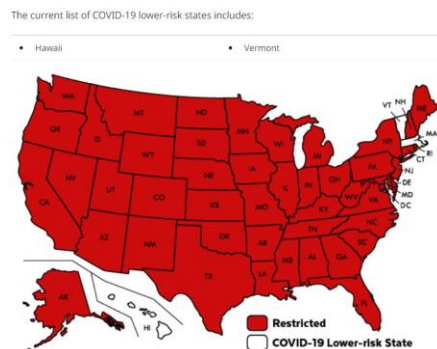 The current list of COVID-19 lower-risk states includes:
• Hawaii
• Vermont
WA
MT
ND
MN
ME
VT
NH
OR
ID
SD
WI
NY
MA
WY
MI
RI
CT
NV
NE
IA
PA
NJ
UT
IL
IN
OH
DE
CA
CO
KS
MO
WV
VA
MD
KY
DC
NC
TN
AZ
NM
OK
AR
SC
MS
AL
GA
TX
LA
FL
AK
HI
Restricted
COVID-19 Lower-risk State